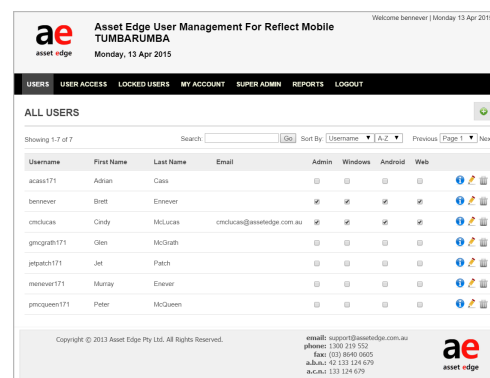 ae
asset edge
Asset Edge User Management For Reflect Mobile
TUMBARUMBA
Monday, 13 Apr 2015
Welcome bennever | Monday 13 Apr 2015
USERS USER ACCESS LOCKED USERS MY ACCOUNT SUPER ADMIN REPORTS LOGOUT
ALL USERS
Showing 1-7 of 7 Search: Go Sort By: Username A-Z Previous Page 1 Nex
Username First Name Last Name Email Admin Windows Android Web
acass171 Adrian Cass
bennever Brett Ennever
cmclucas Cindy McLucas cmclucas@assetedge.com.au
gmcgrath171 Glen McGrath
jetpatch171 Jet Patch
menever171 Murray Enever
pmcqueen171 Peter McQueen
Copyright © 2013 Asset Edge Pty Ltd. All Rights Reserved.
email: support@assetedge.com.au
phone: 1300 219 552
fax: (03) 8640 0605
a.b.n.: 42 133 124 679
a.c.n.: 133 124 679
ae
asset edge